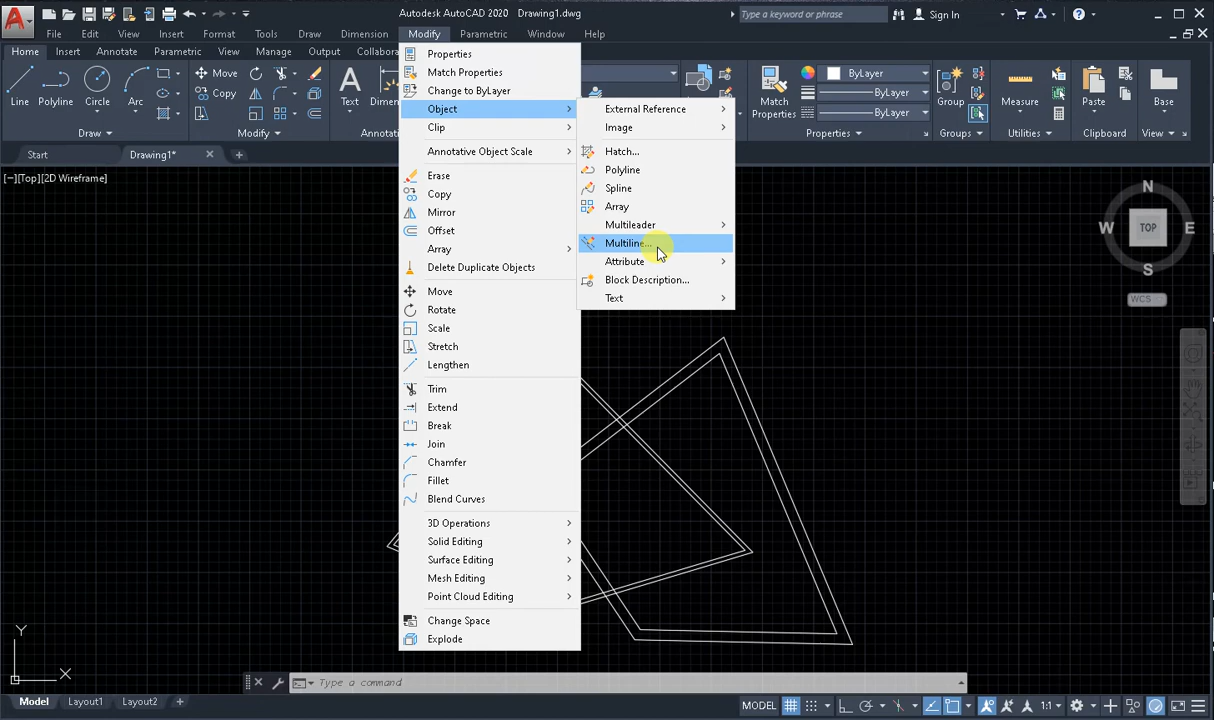 Autodesk AutoCAD 2020 Drawing1.dwg
Type a keyword or phrase
Sign In
File Edit View Insert Format Tools Draw Dimension Modify Parametric Window Help
Home Insert Annotate Parametric View Manage Output
Line Polyline Circle Arc
Move
Copy
Text
Match
Properties
ByLayer
ByLayer
ByLayer
Group
Measure
Paste
Base
Draw
Modify
Properties
Groups
Utilities
Clipboard
View
Start
Drawing1*
[−][Top][2D Wireframe]
Properties
Match Properties
Change to ByLayer
Object
Clip
Annotative Object Scale
Erase
Copy
Mirror
Offset
Array
Delete Duplicate Objects
Move
Rotate
Scale
Stretch
Lengthen
Trim
Extend
Break
Join
Chamfer
Fillet
Blend Curves
3D Operations
Solid Editing
Surface Editing
Mesh Editing
Point Cloud Editing
Change Space
Explode
External Reference
Image
Hatch...
Polyline
Spline
Array
Multileader
Multiline...
Attribute
Block Description...
Text
N
W TOP E
S
WCS
Y
X
Type a command
Model Layout1 Layout2
MODEL
1:1